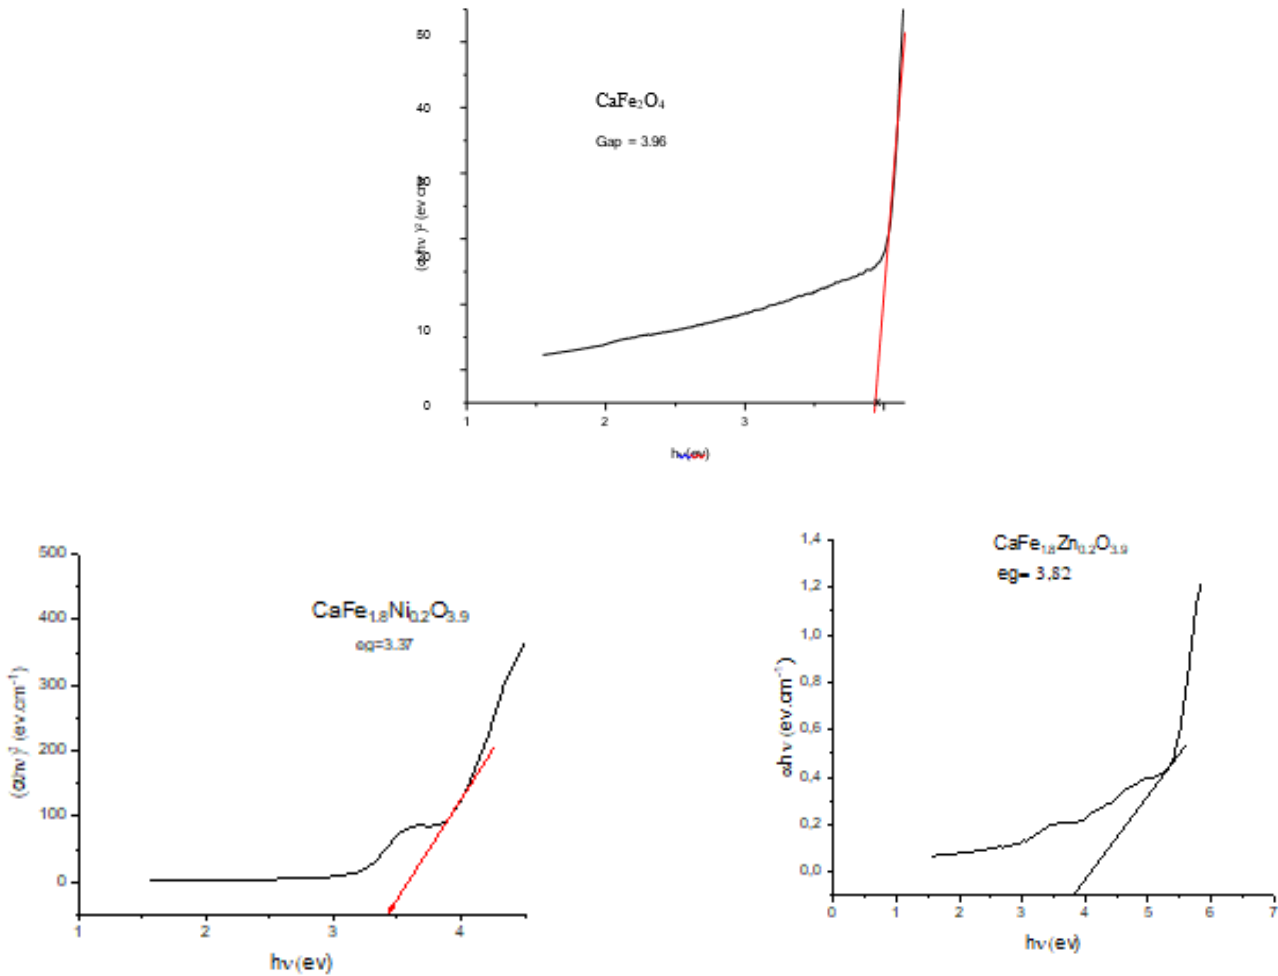 50
CaFe₂O₄
40
Gap = 3.96
10
0
1 2 3
hν(ev)
500
CaFe₁.₈Ni₀.₂O₃.₉
400
eg=3.37
300
200
100
0
(αhν)² (ev.cm⁻¹)
1 2 3 4
hν(ev)
1,4
CaFe₁.₈Zn₀.₂O₃.₉
eg= 3,82
1,2
1,0
0,8
0,6
0,4
0,2
0,0
αhν (ev.cm⁻¹)
0 1 2 3 4 5 6 7
hν(ev)